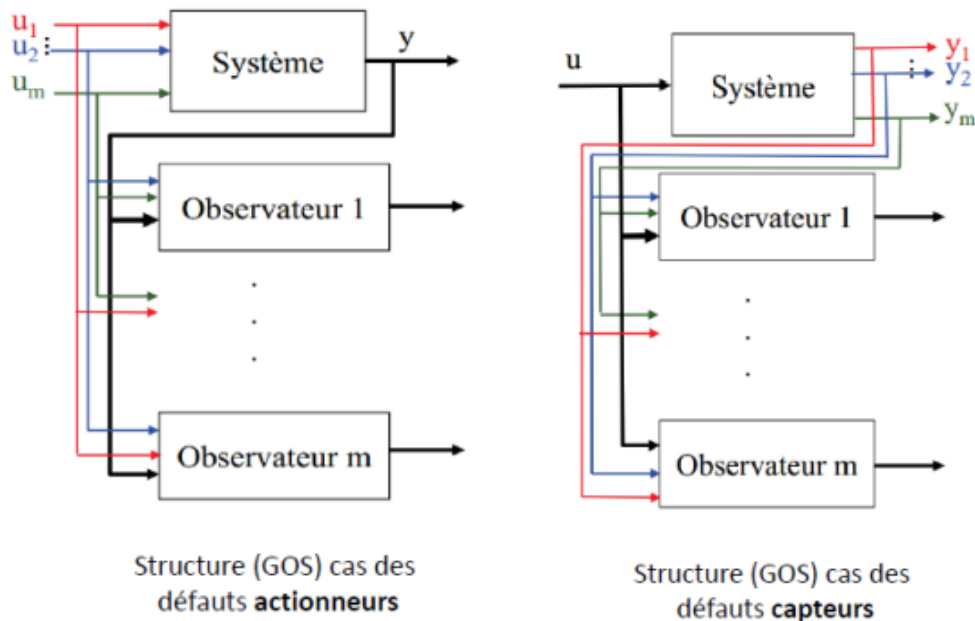 u1
u2
um
Système
y
Observateur 1
Observateur m
Structure (GOS) cas des
défauts actionneurs
u
Système
y1
y2
ym
Observateur 1
Observateur m
Structure (GOS) cas des
défauts capteurs